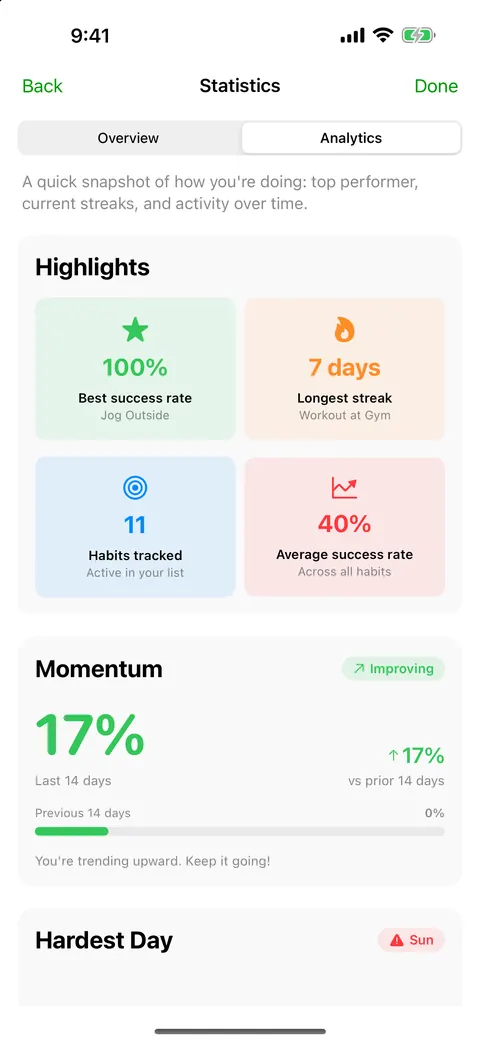 9:41
Back
Statistics
Done
Overview
Analytics
A quick snapshot of how you're doing: top performer,
current streaks, and activity over time.
Highlights
100%
Best success rate
Jog Outside
7 days
Longest streak
Workout at Gym
11
Habits tracked
Active in your list
40%
Average success rate
Across all habits
Momentum
↗ Improving
17%
Last 14 days
↑17%
vs prior 14 days
Previous 14 days
0%
You're trending upward. Keep it going!
Hardest Day
Sun